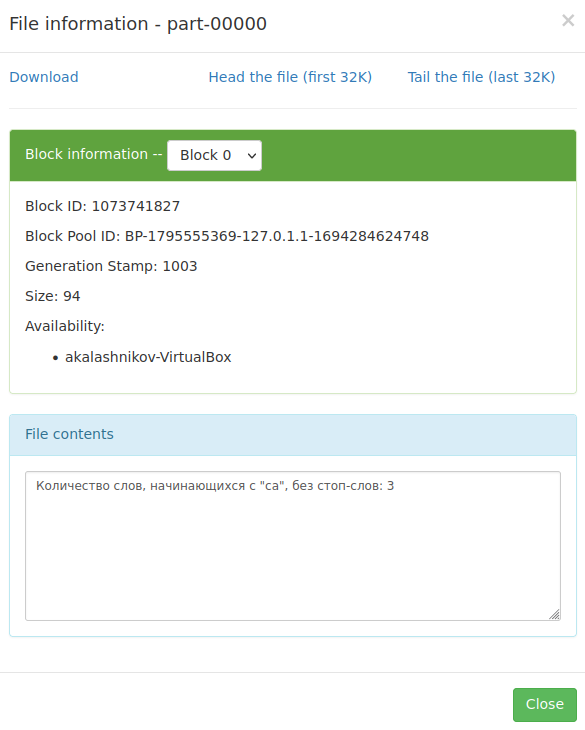 File information - part-00000
×
Download
Head the file (first 32K)
Tail the file (last 32K)
Block information -- Block 0
Block ID: 1073741827
Block Pool ID: BP-1795555369-127.0.1.1-1694284624748
Generation Stamp: 1003
Size: 94
Availability:
• akalashnikov-VirtualBox
File contents
Количество слов, начинающихся с "са", без стоп-слов: 3
Close